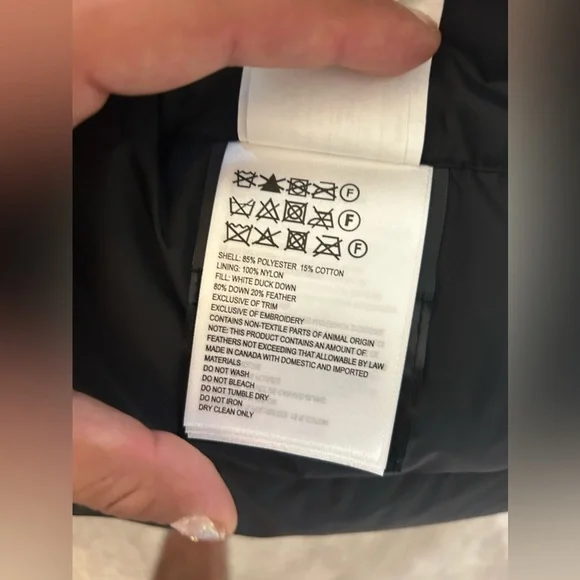 F
F
F
SHELL: 85% POLYESTER 15% COTTON
LINING: 100% NYLON
FILL: WHITE DUCK DOWN
80% DOWN 20% FEATHER
EXCLUSIVE OF TRIM
EXCLUSIVE OF EMBROIDERY
CONTAINS NON-TEXTILE PARTS OF ANIMAL ORIGIN
NOTE: THIS PRODUCT CONTAINS AN AMOUNT OF
FEATHERS NOT EXCEEDING THAT ALLOWABLE BY LAW
MADE IN CANADA WITH DOMESTIC AND IMPORTED
MATERIALS
DO NOT WASH
DO NOT BLEACH
DO NOT TUMBLE DRY
DO NOT IRON
DRY CLEAN ONLY